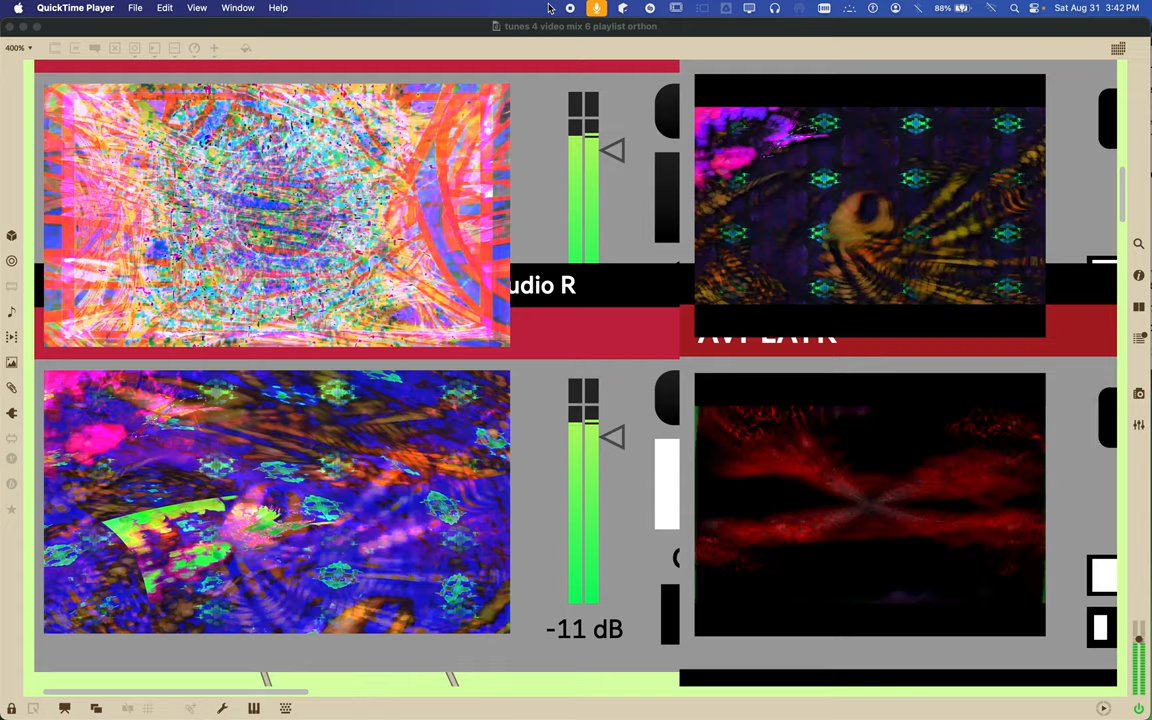 QuickTime Player File Edit View Window Help 88% Sat Aug 31 3:42 PM
tunes 4 video mix 6 playlist orthon
400%
udio R
-11 dB